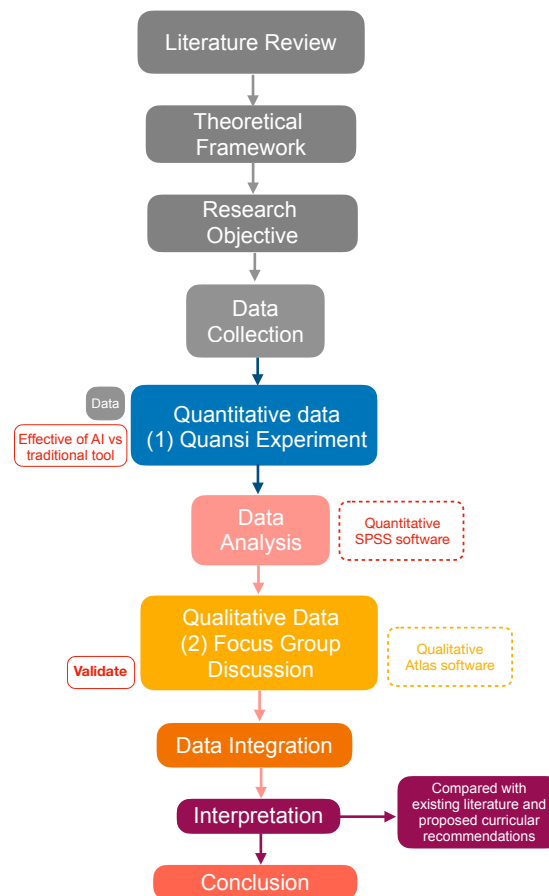 Literature Review
Theoretical
Framework
Research
Objective
Data
Collection
Data
Quantitative data
(1) Quansi Experiment
Effective of AI vs
traditional tool
Data
Analysis
Quantitative
SPSS software
Qualitative Data
(2) Focus Group
Discussion
Validate
Qualitative
Atlas software
Data Integration
Interpretation
Compared with
existing literature and
proposed curricular
recommendations
Conclusion